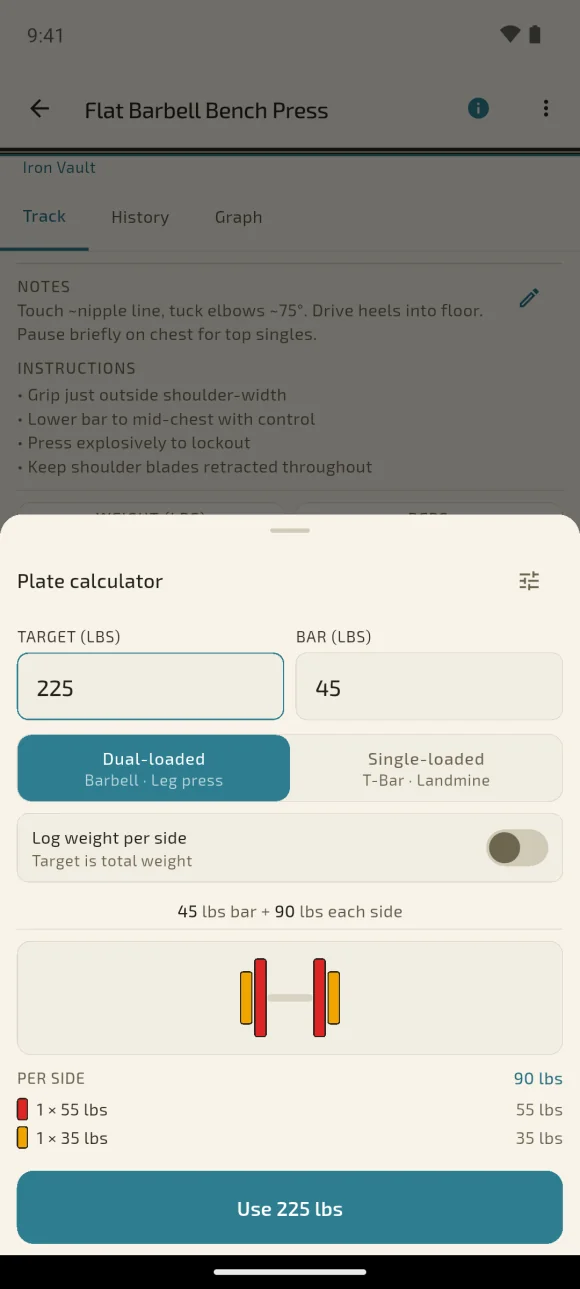 9:41
Flat Barbell Bench Press
Iron Vault
Track History Graph
NOTES
Touch ~nipple line, tuck elbows ~75°. Drive heels into floor.
Pause briefly on chest for top singles.
INSTRUCTIONS
• Grip just outside shoulder-width
• Lower bar to mid-chest with control
• Press explosively to lockout
• Keep shoulder blades retracted throughout
WEIGHT (LBS) REPS
Plate calculator
TARGET (LBS) BAR (LBS)
225 45
Dual-loaded Single-loaded
Barbell · Leg press T-Bar · Landmine
Log weight per side
Target is total weight
45 lbs bar + 90 lbs each side
PER SIDE 90 lbs
1 × 55 lbs 55 lbs
1 × 35 lbs 35 lbs
Use 225 lbs